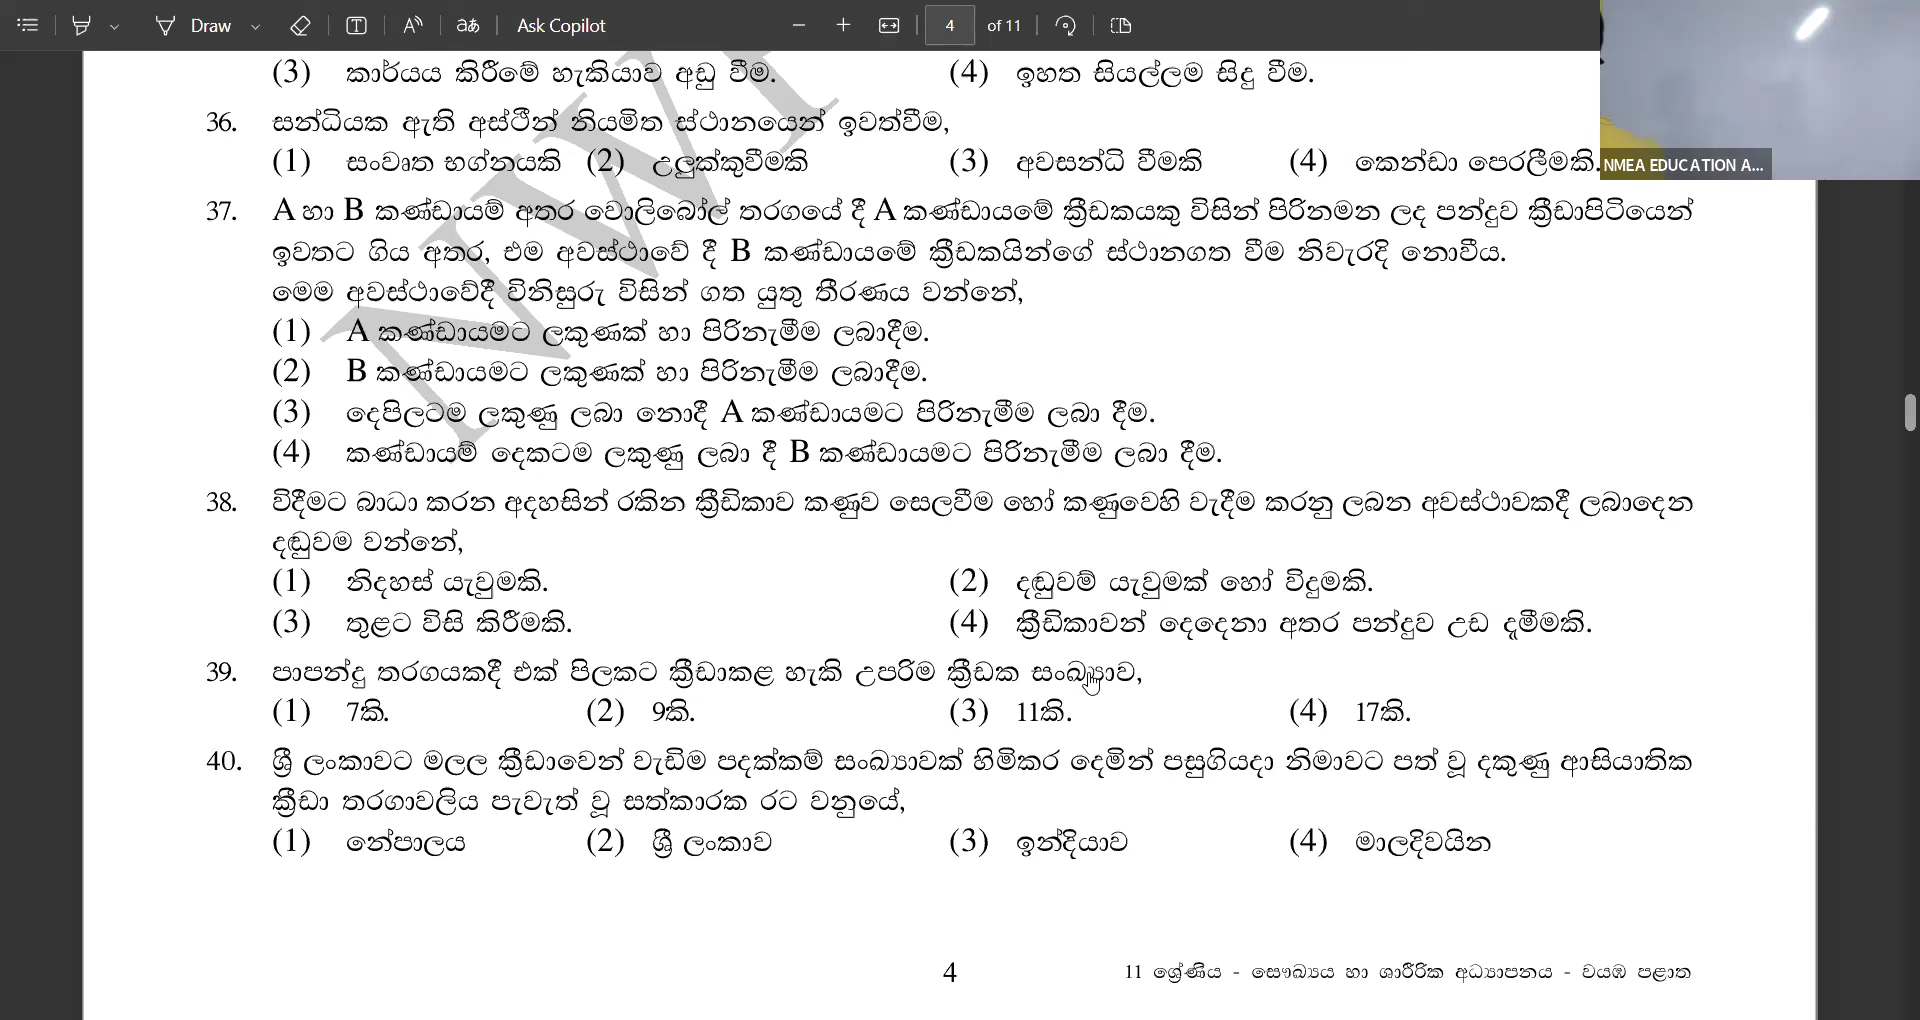 Draw
Ask Copilot
4 of 11
(3) කාර්යය කිරීමේ හැකියාව අඩු වීම. (4) ඉහත සියල්ලම සිදු වීම.
36. සන්ධියක ඇති අස්ථීන් නියමිත ස්ථානයෙන් ඉවත්වීම,
(1) සංවෘත භග්නයකි (2) උලුක්කුවීමකි (3) අවසන්ධි වීමකි (4) කෙන්ඩා පෙරලීමකි.
NMEA EDUCATION A...
37. A හා B කණ්ඩායම් අතර වොලිබෝල් තරගයේ දී A කණ්ඩායමේ ක්‍රීඩකයකු විසින් පිරිනමන ලද පන්දුව ක්‍රීඩාපිටියෙන්
ඉවතට ගිය අතර, එම අවස්ථාවේ දී B කණ්ඩායමේ ක්‍රීඩකයින්ගේ ස්ථානගත වීම නිවැරදි නොවීය.
මෙම අවස්ථාවේදී විනිසුරු විසින් ගත යුතු තීරණය වන්නේ,
(1) A කණ්ඩායමට ලකුණක් හා පිරිනැමීම ලබාදීම.
(2) B කණ්ඩායමට ලකුණක් හා පිරිනැමීම ලබාදීම.
(3) දෙපිලටම ලකුණු ලබා නොදී A කණ්ඩායමට පිරිනැමීම ලබා දීම.
(4) කණ්ඩායම් දෙකටම ලකුණු ලබා දී B කණ්ඩායමට පිරිනැමීම ලබා දීම.
38. විදීමට බාධා කරන අදහසින් රකින ක්‍රීඩිකාව කණුව සෙලවීම හෝ කණුවෙහි වැදීම කරනු ලබන අවස්ථාවකදී ලබාදෙන
දඬුවම වන්නේ,
(1) නිදහස් යැවුමකි. (2) දඬුවම් යැවුමක් හෝ විදුමකි.
(3) තුළට විසි කිරීමකි. (4) ක්‍රීඩිකාවන් දෙදෙනා අතර පන්දුව උඩ දැමීමකි.
39. පාපන්දු තරගයකදී එක් පිලකට ක්‍රීඩාකළ හැකි උපරිම ක්‍රීඩක සංඛ්‍යාව,
(1) 7කි. (2) 9කි. (3) 11කි. (4) 17කි.
40. ශ්‍රී ලංකාවට මලල ක්‍රීඩාවෙන් වැඩිම පදක්කම් සංඛ්‍යාවක් හිමිකර දෙමින් පසුගියදා නිමාවට පත් වූ දකුණු ආසියාතික
ක්‍රීඩා තරගාවලිය පැවැත් වූ සත්කාරක රට වනුයේ,
(1) නේපාලය (2) ශ්‍රී ලංකාව (3) ඉන්දියාව (4) මාලදිවයින
4 11 ශ්‍රේණිය - සෞඛ්‍යය හා ශාරීරික අධ්‍යාපනය - වයඹ පළාත